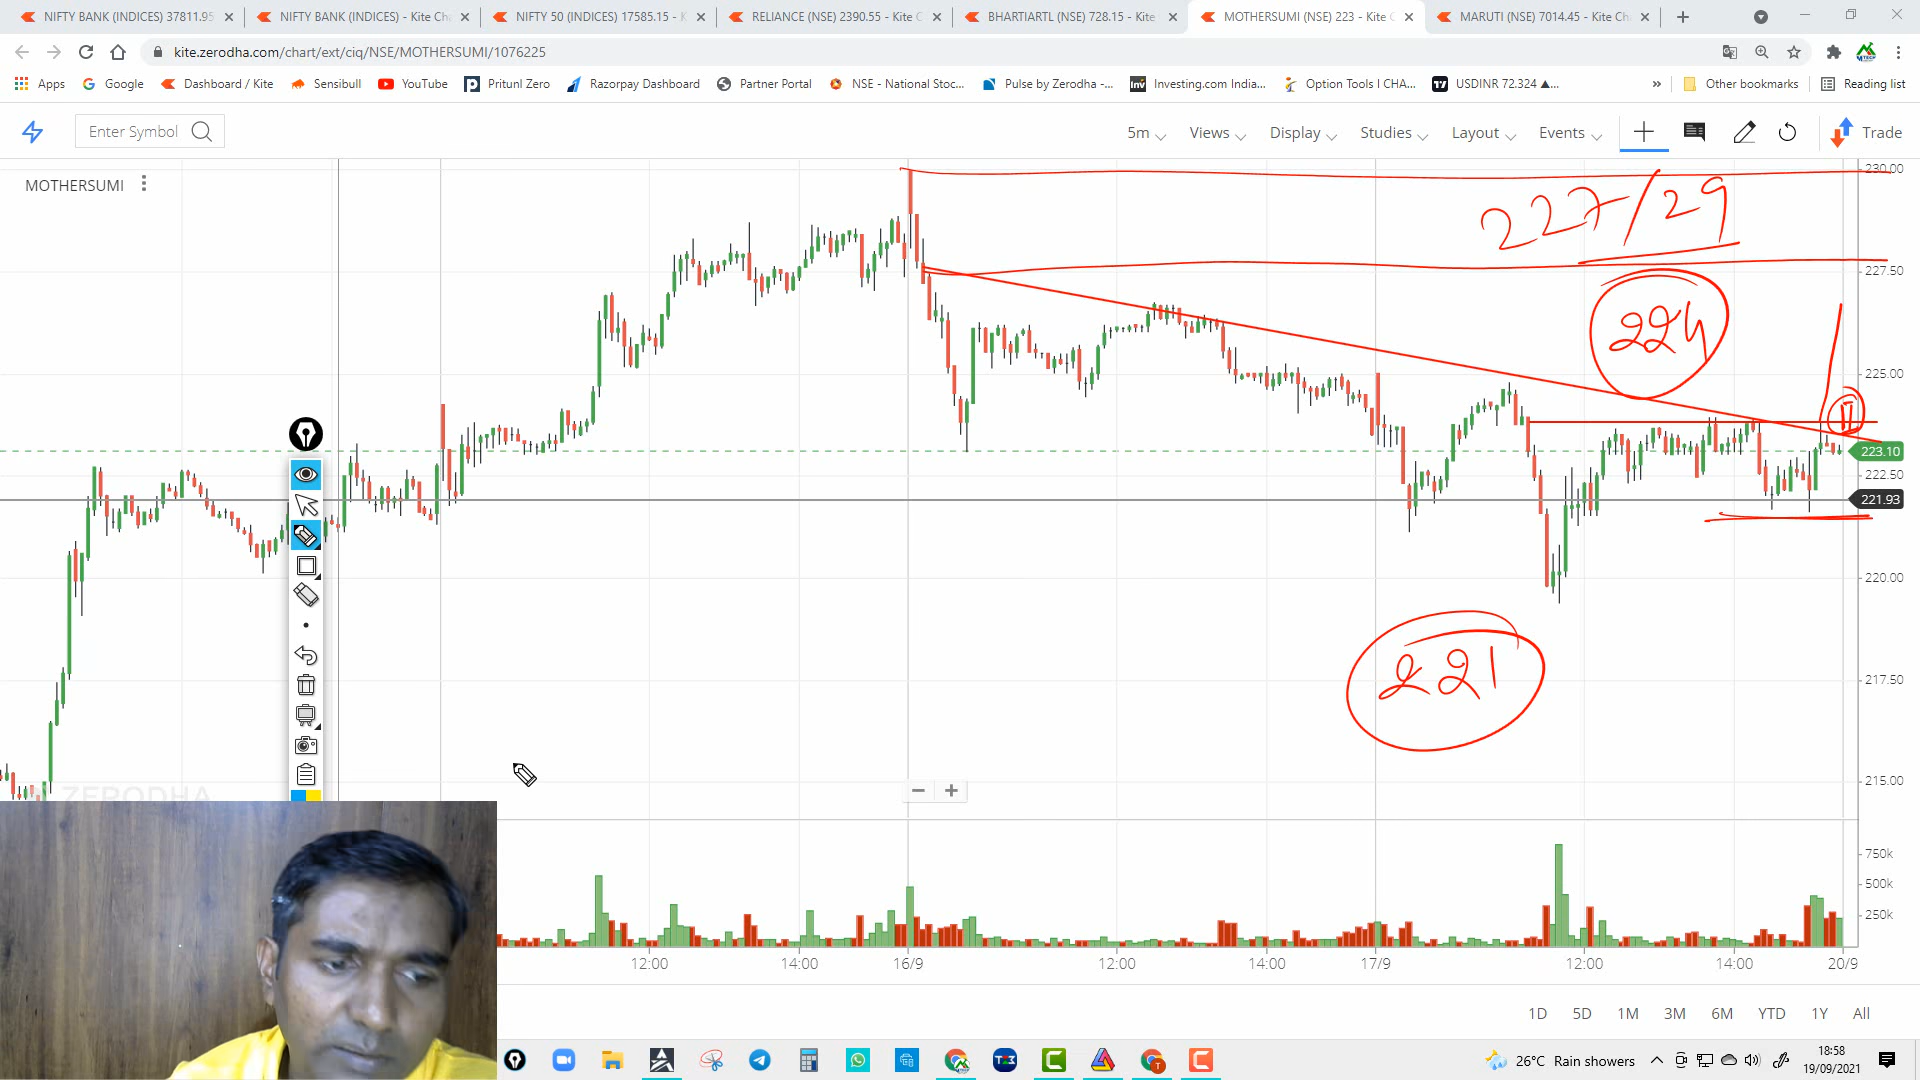 NIFTY BANK (INDICES) 37811.95
NIFTY BANK (INDICES) - Kite Cha
NIFTY 50 (INDICES) 17585.15 - K
RELIANCE (NSE) 2390.55 - Kite C
BHARTIARTL (NSE) 728.15 - Kite
MOTHERSUMI (NSE) 223 - Kite C
MARUTI (NSE) 7014.45 - Kite Ch
kite.zerodha.com/chart/ext/ciq/NSE/MOTHERSUMI/1076225
Apps
Google
Dashboard / Kite
Sensibull
YouTube
Pritunl Zero
Razorpay Dashboard
Partner Portal
NSE - National Stoc...
Pulse by Zerodha -...
Investing.com India...
Option Tools I CHA...
USDINR 72.324 ▲...
»
Other bookmarks
Reading list
Enter Symbol
5m
Views
Display
Studies
Layout
Events
Trade
MOTHERSUMI
230.00
227/29
227.50
224
225.00
11
223.10
222.50
221.93
220.00
221
217.50
215.00
ZERODHA
750k
500k
250k
12:00
14:00
16/9
12:00
14:00
17/9
12:00
14:00
20/9
1D
5D
1M
3M
6M
YTD
1Y
All
26°C Rain showers
18:58
19/09/2021